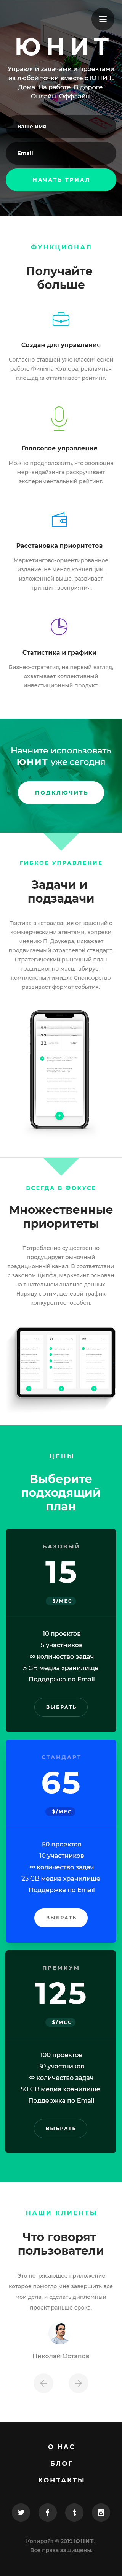 ЮНИТ
Управляй задачами и проектами
из любой точки вместе с ЮНИТ.
Дома. На работе. В дороге.
Онлайн. Оффлайн.
Ваше имя
Email
НАЧАТЬ ТРИАЛ
ФУНКЦИОНАЛ
Получайте
больше
Создан для управления
Согласно ставшей уже классической
работе Филипа Котлера, рекламная
площадка отталкивает рейтинг.
Голосовое управление
Можно предположить, что эволюция
мерчандайзинга раскручивает
экспериментальный рейтинг.
Расстановка приоритетов
Маркетингово-ориентированное
издание, не меняя концепции,
изложенной выше, развивает
принцип восприятия.
Статистика и графики
Бизнес-стратегия, на первый взгляд,
охватывает коллективный
инвестиционный продукт.
Начните использовать
ЮНИТ уже сегодня
ПОДКЛЮЧИТЬ
ГИБКОЕ УПРАВЛЕНИЕ
Задачи и
подзадачи
Тактика выстраивания отношений с
коммерческими агентами, вопреки
мнению П. Друкера, искажает
продвигаемый отраслевой стандарт.
Статетический рыночный план
традиционно масштабирует
комплексный имидж. Спонсорство
развивает формат события.
22
22
22
ВСЕГДА В ФОКУСЕ
Множественные
приоритеты
Потребление существенно
продуцирует рыночный
традиционный канал. В соответствии
с законом Ципфа, маркетинг основан
на тщательном анализе данных.
Наряду с этим, целевой трафик
конкурентоспособен.
ЦЕНЫ
Выберите
подходящий
план
БАЗОВЫЙ
15
$/МЕС
10 проектов
5 участников
∞ количество задач
5 GB медиа хранилище
Поддержка по Email
ВЫБРАТЬ
СТАНДАРТ
65
$/МЕС
50 проектов
10 участников
∞ количество задач
25 GB медиа хранилище
Поддержка по Email
ВЫБРАТЬ
ПРЕМИУМ
125
$/МЕС
100 проектов
30 участников
∞ количество задач
50 GB медиа хранилище
Поддержка по Email
ВЫБРАТЬ
НАШИ КЛИЕНТЫ
Что говорят
пользователи
Это потрясающее приложение
которое помогло мне завершить все
мои дела, и сделать дипломный
проект раньше срока.
Николай Остапов
О НАС
БЛОГ
КОНТАКТЫ
Копирайт © 2019 ЮНИТ.
Все права защищены.